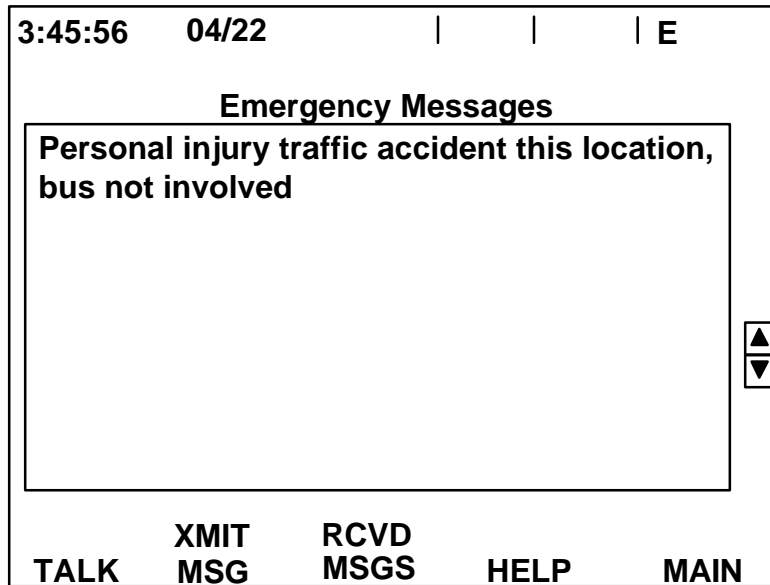 3:45:56 04/22 | | | E
Emergency Messages
Personal injury traffic accident this location,
bus not involved
XMIT RCVD
TALK MSG MSGS HELP MAIN